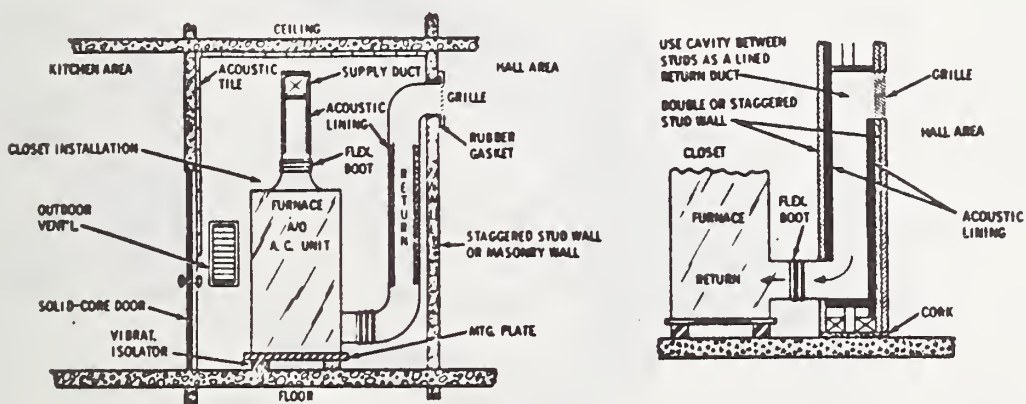 CEILING
KITCHEN AREA
ACOUSTIC
TILE
SUPPLY DUCT
HALL AREA
ACOUSTIC
LINING
GRILLE
RUBBER
GASKET
CLOSET INSTALLATION
FLEX.
BOOT
RETURN
FURNACE
A/O
A.C. UNIT
OUTDOOR
VENT'L
STAGGERED STUD WALL
OR MASONRY WALL
SOLID-CORE DOOR
VIBRAT.
ISOLATOR
MTG. PLATE
FLOOR
USE CAVITY BETWEEN
STUDS AS A LINED
RETURN DUCT
GRILLE
DOUBLE OR STAGGERED
STUD WALL
HALL AREA
CLOSET
FURNACE
FLEX.
BOOT
ACOUSTIC
LINING
RETURN
CORK